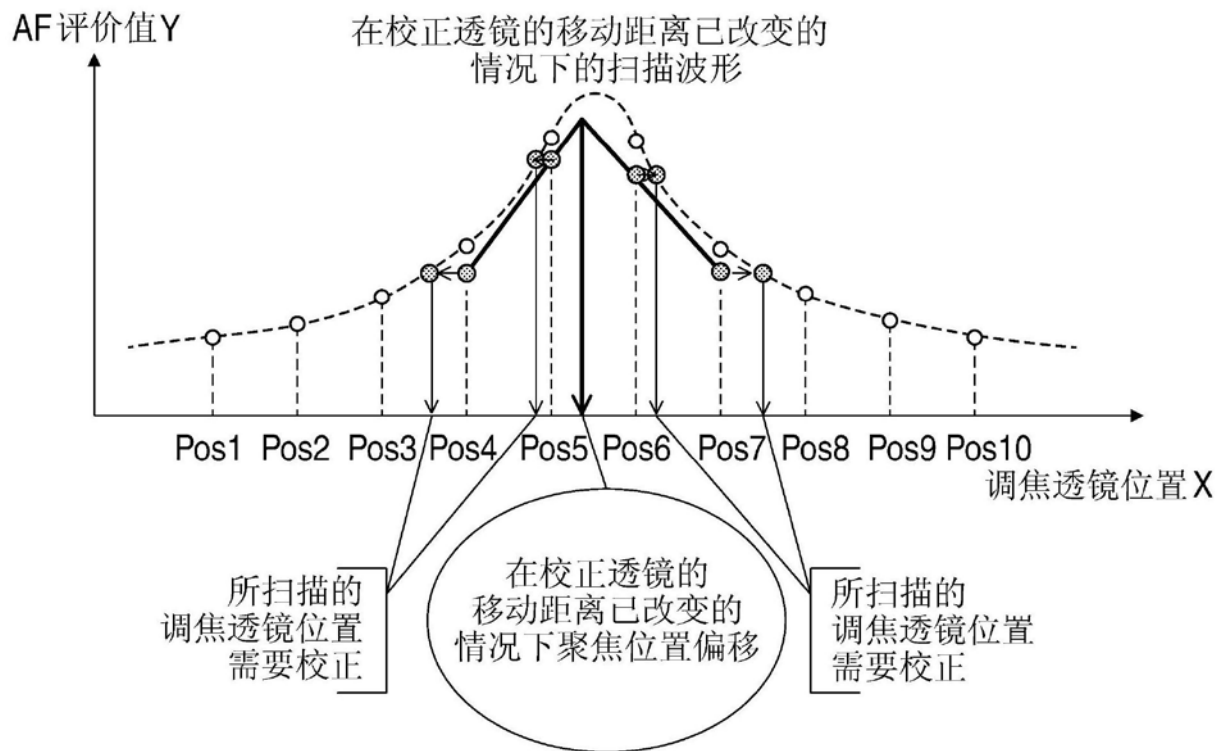 AF评价值Y
在校正透镜的移动距离已改变的
情况下的扫描波形
Pos1 Pos2 Pos3 Pos4 Pos5 Pos6 Pos7 Pos8 Pos9 Pos10
调焦透镜位置X
所扫描的
调焦透镜位置
需要校正
在校正透镜的
移动距离已改变的
情况下聚焦位置偏移
所扫描的
调焦透镜位置
需要校正